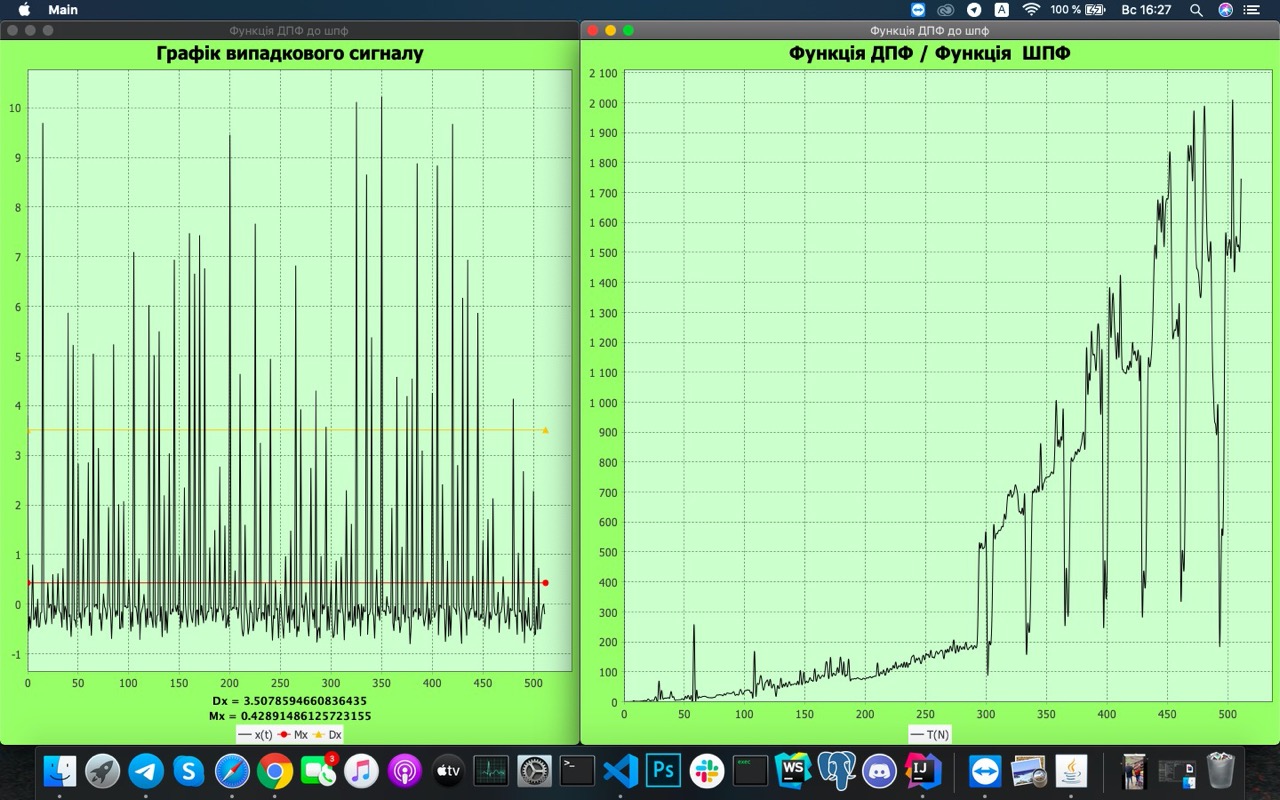 Main
A
100 %
Вс 16:27
Функція ДПФ до шпф
Графік випадкового сигналу
10
9
8
7
6
5
4
3
2
1
0
-1
0 50 100 150 200 250 300 350 400 450 500
Dx = 3.5078594660836435
Mx = 0.42891486125723155
x(t) Mx Dx
Функція ДПФ до шпф
Функція ДПФ / Функція ШПФ
2 100
2 000
1 900
1 800
1 700
1 600
1 500
1 400
1 300
1 200
1 100
1 000
900
800
700
600
500
400
300
200
100
0
0 50 100 150 200 250 300 350 400 450 500
T(N)
3
tv
>_
exec
Ps
WS
IJ